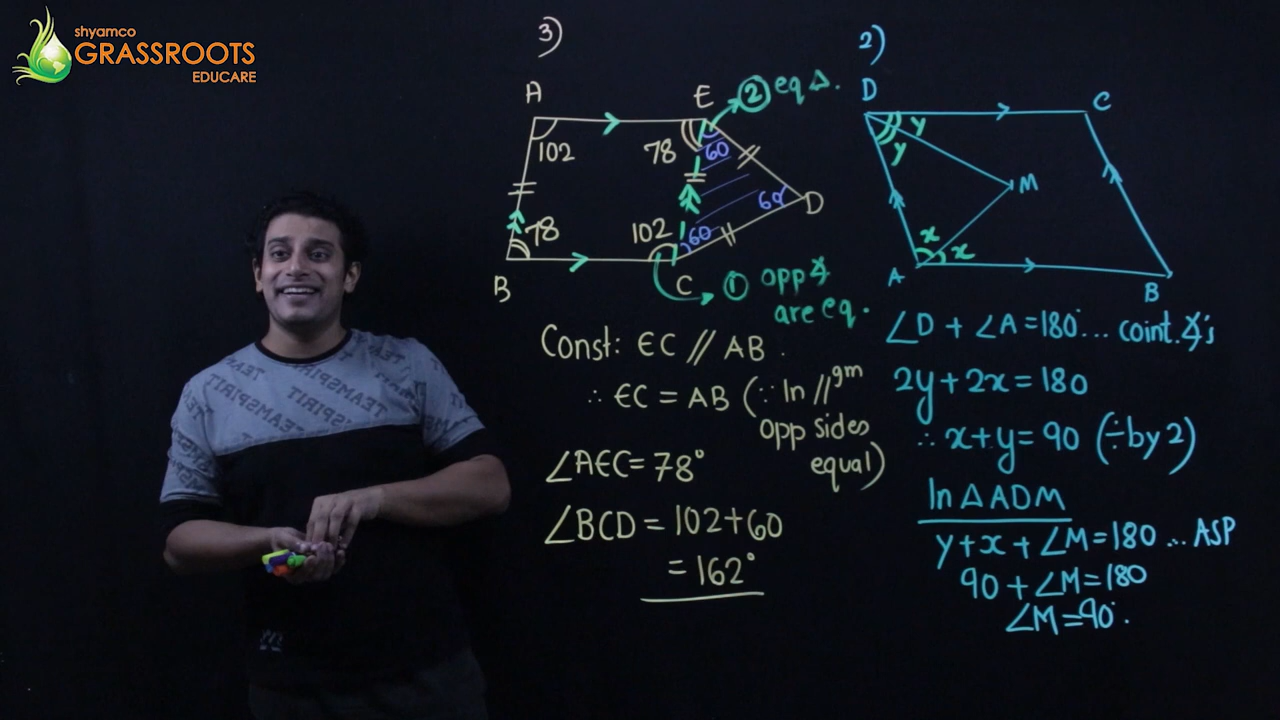 shyamco
GRASSROOTS
EDUCARE
3)
A
E
② eq △.
102
78
60
60
D
78
102
60
B
C
① opp ∡
are eq.
Const: EC // AB.
∴ EC = AB (∵ In //gm
opp sides
equal)
∠AEC = 78°
∠BCD = 102+60
= 162°
2)
D
C
y
y
M
x
x
A
B
∠D + ∠A = 180° ... coint. ∡'s
2y + 2x = 180
∴ x+y = 90 (÷by 2)
In △ ADM
y + x + ∠M = 180 ... ASP
90 + ∠M = 180
∠M = 90°.